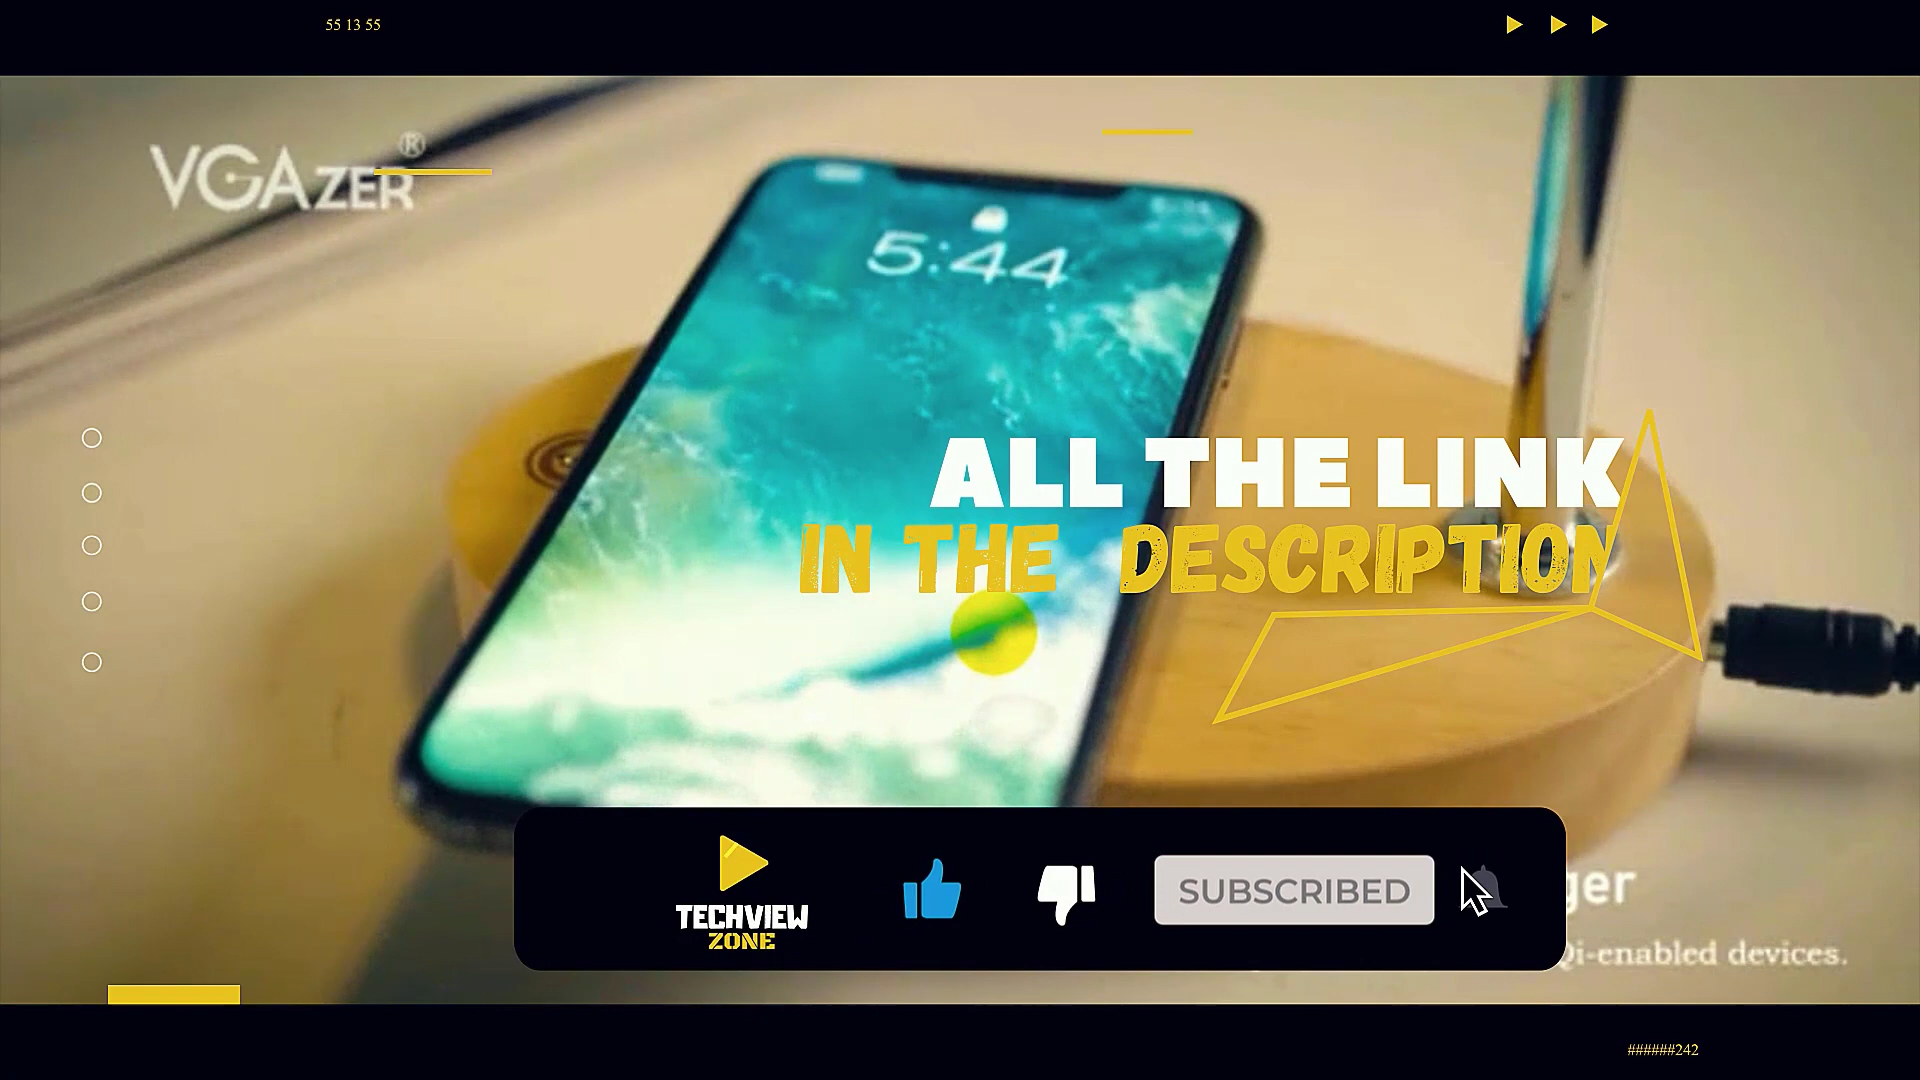 55 13 55
VGAZER®
5:44
ALL THE LINK
IN THE DESCRIPTION
TECHVIEW
ZONE
SUBSCRIBED
ger
Qi-enabled devices.
######242